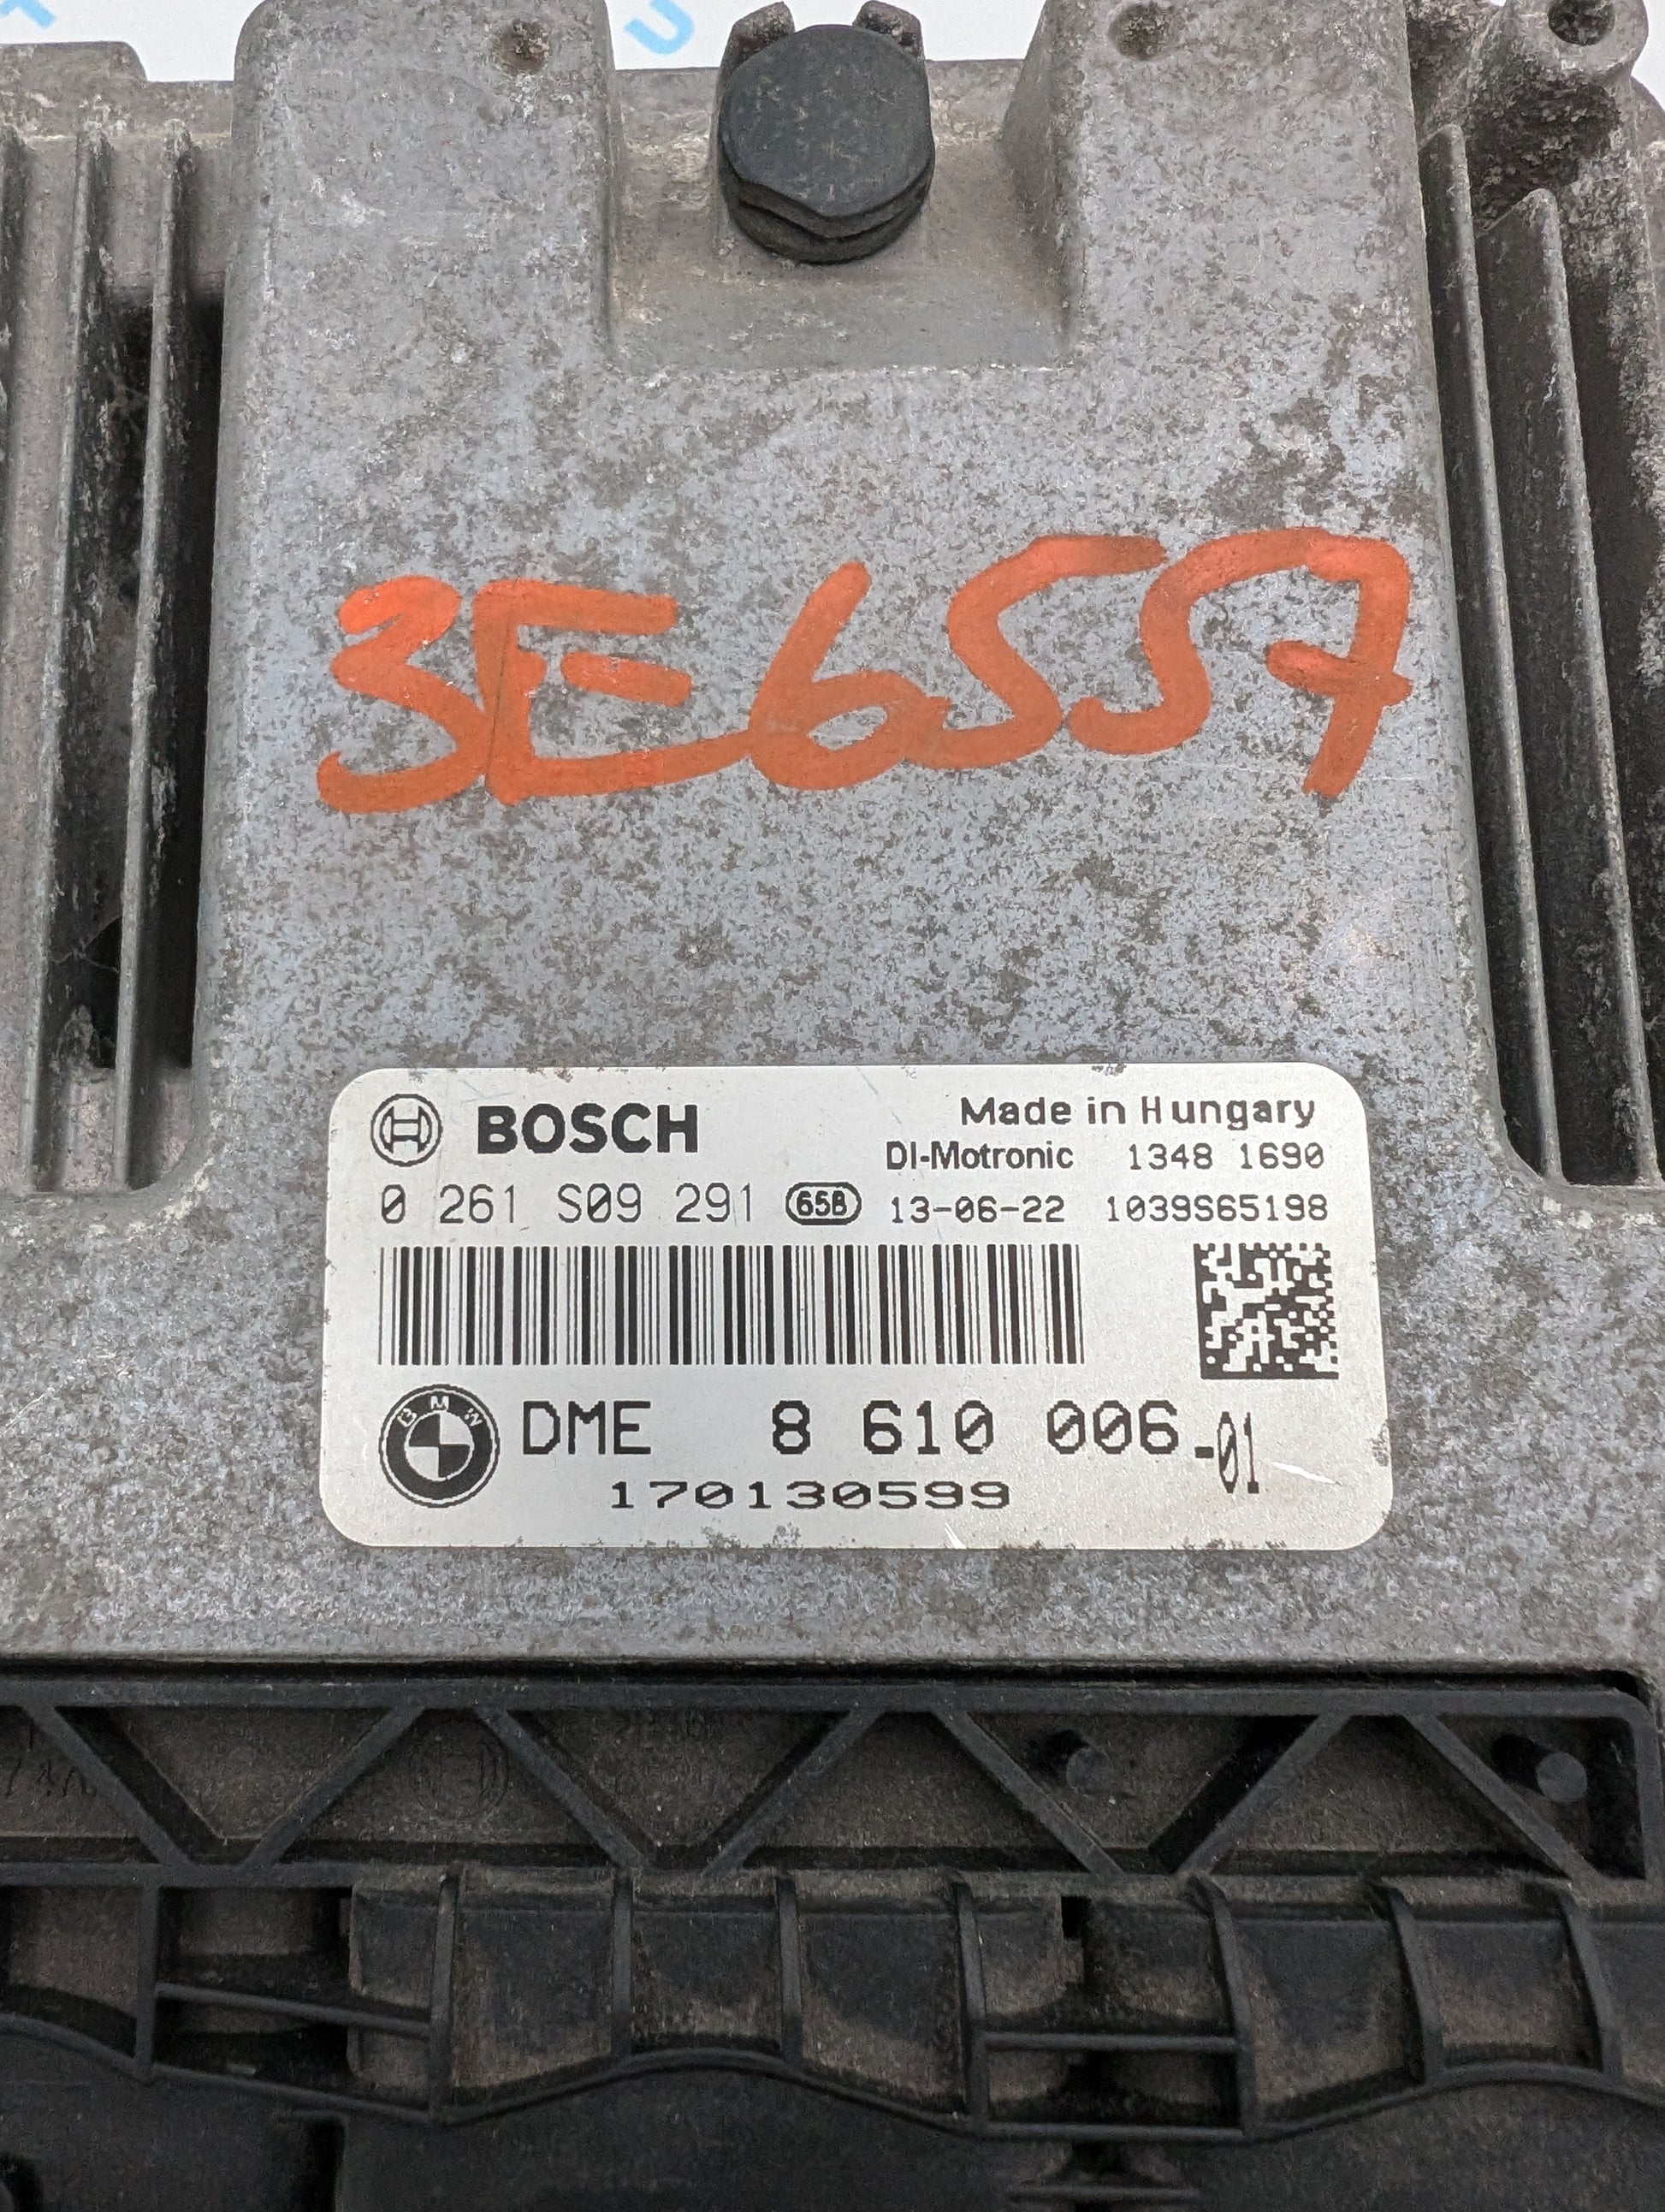 3E6557
BOSCH
Made in Hungary
DI-Motronic 1348 1690
0 261 S09 291 65B 13-06-22 1039S65198
BMW
DME 8 610 006-01
170130599